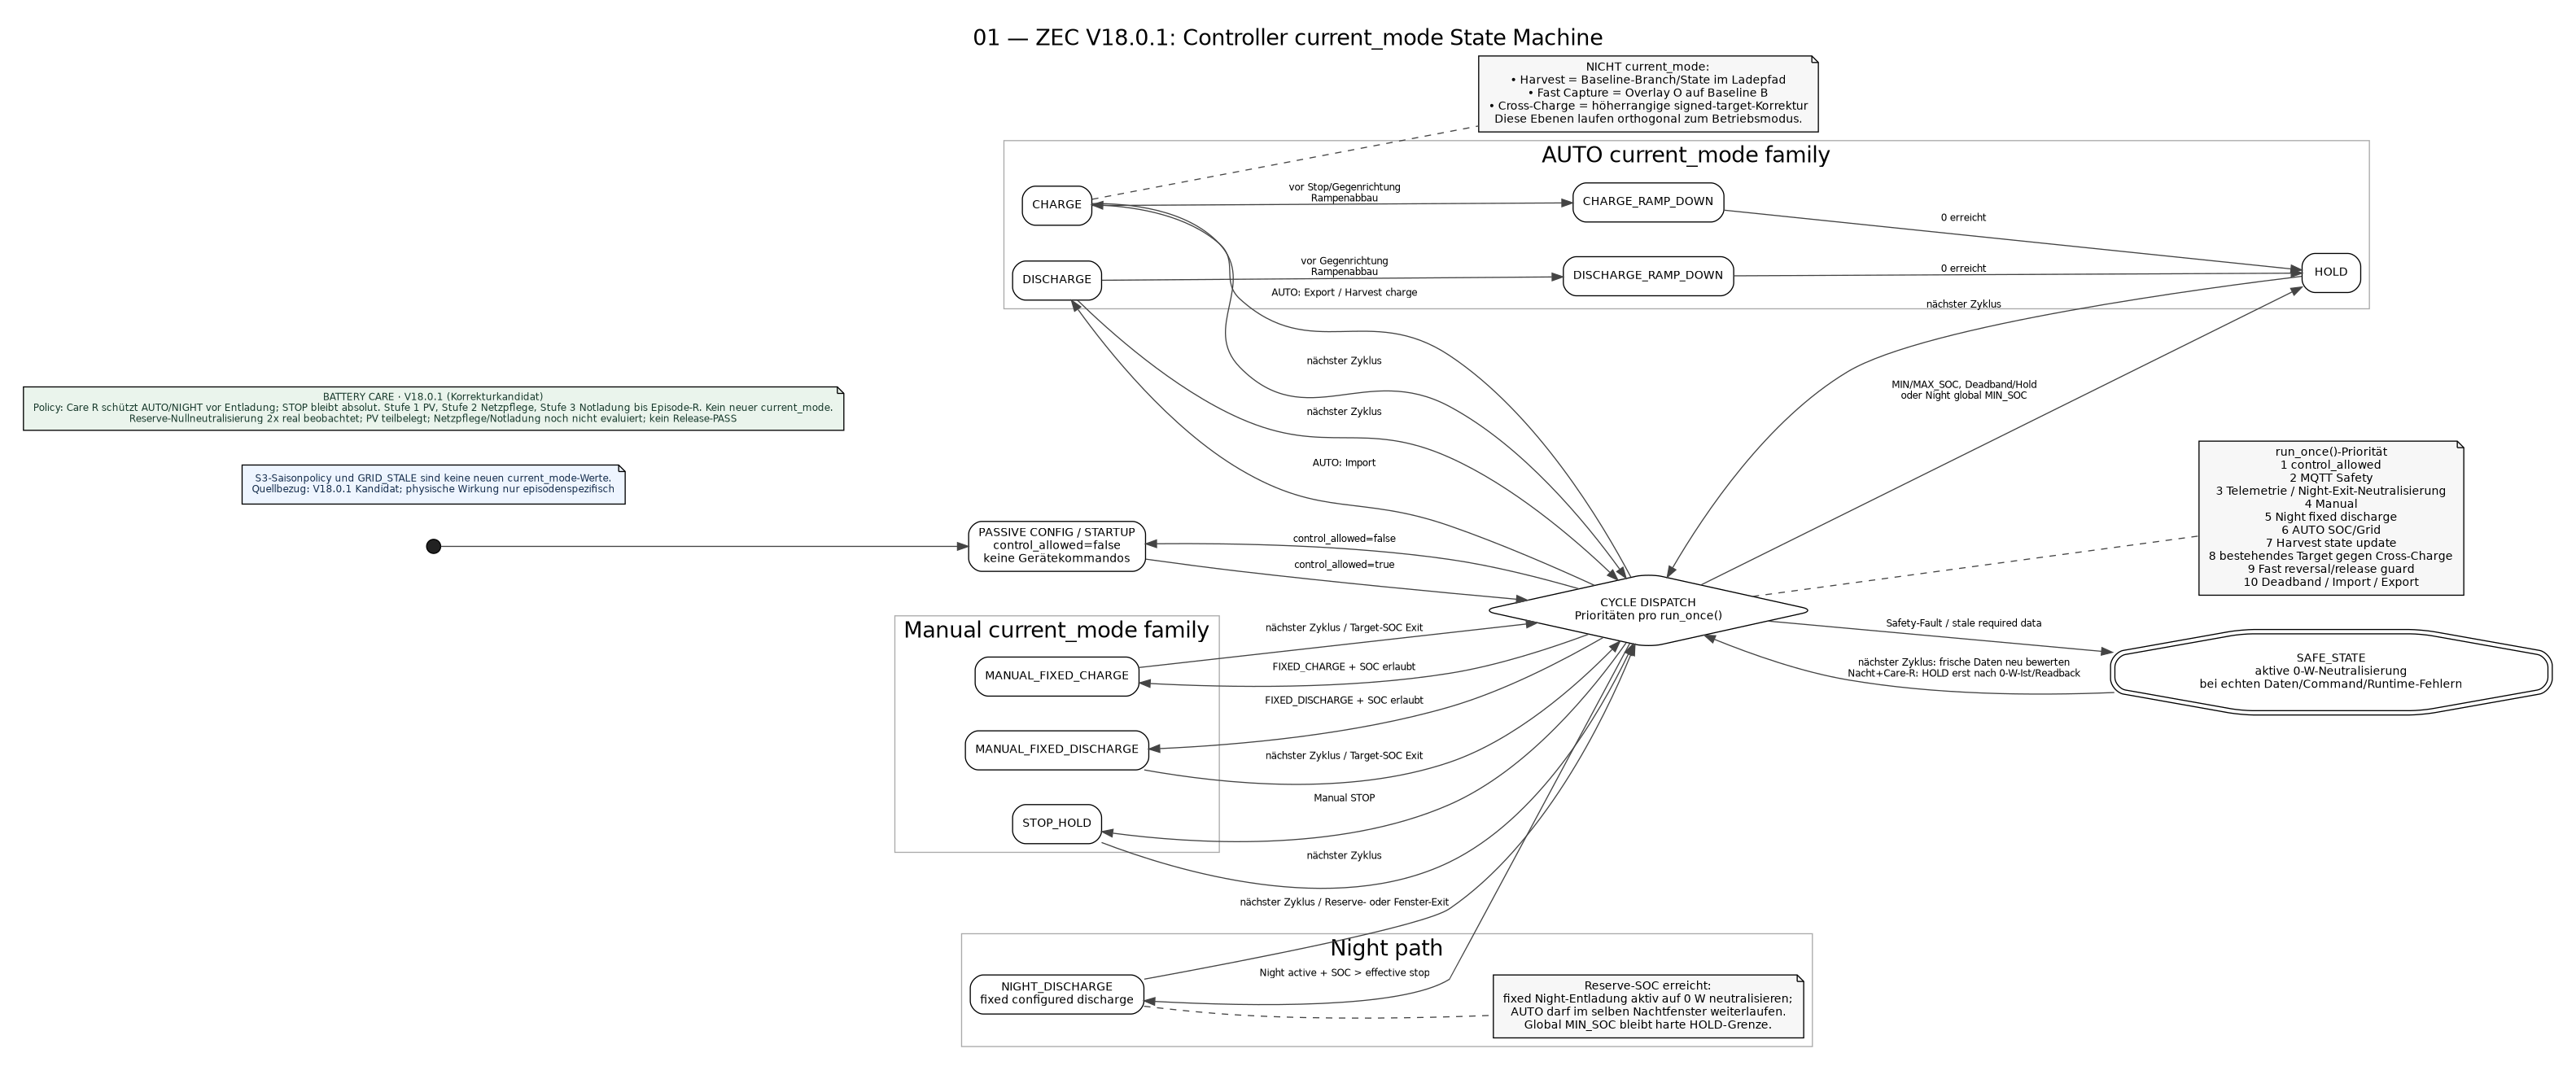 01 — ZEC V18.0.1: Controller current_mode State Machine
NICHT current_mode:
• Harvest = Baseline-Branch/State im Ladepfad
• Fast Capture = Overlay O auf Baseline B
• Cross-Charge = höherrangige signed-target-Korrektur
Diese Ebenen laufen orthogonal zum Betriebsmodus.
AUTO current_mode family
CHARGE
vor Stop/Gegenrichtung
Rampenabbau
CHARGE_RAMP_DOWN
0 erreicht
DISCHARGE
vor Gegenrichtung
Rampenabbau
DISCHARGE_RAMP_DOWN
0 erreicht
HOLD
AUTO: Export / Harvest charge
nächster Zyklus
nächster Zyklus
nächster Zyklus
AUTO: Import
MIN/MAX_SOC, Deadband/Hold
oder Night global MIN_SOC
BATTERY CARE · V18.0.1 (Korrekturkandidat)
Policy: Care R schützt AUTO/NIGHT vor Entladung; STOP bleibt absolut. Stufe 1 PV, Stufe 2 Netzpflege, Stufe 3 Notladung bis Episode-R. Kein neuer current_mode.
Reserve-Nullneutralisierung 2x real beobachtet; PV teilbelegt; Netzpflege/Notladung noch nicht evaluiert; kein Release-PASS
S3-Saisonpolicy und GRID_STALE sind keine neuen current_mode-Werte.
Quellbezug: V18.0.1 Kandidat; physische Wirkung nur episodenspezifisch
run_once()-Priorität
1 control_allowed
2 MQTT Safety
3 Telemetrie / Night-Exit-Neutralisierung
4 Manual
5 Night fixed discharge
6 AUTO SOC/Grid
7 Harvest state update
8 bestehendes Target gegen Cross-Charge
9 Fast reversal/release guard
10 Deadband / Import / Export
PASSIVE CONFIG / STARTUP
control_allowed=false
keine Gerätekommandos
control_allowed=false
control_allowed=true
CYCLE DISPATCH
Prioritäten pro run_once()
Safety-Fault / stale required data
nächster Zyklus: frische Daten neu bewerten
Nacht+Care-R: HOLD erst nach 0-W-Ist/Readback
SAFE_STATE
aktive 0-W-Neutralisierung
bei echten Daten/Command/Runtime-Fehlern
Manual current_mode family
MANUAL_FIXED_CHARGE
nächster Zyklus / Target-SOC Exit
FIXED_CHARGE + SOC erlaubt
FIXED_DISCHARGE + SOC erlaubt
MANUAL_FIXED_DISCHARGE
nächster Zyklus / Target-SOC Exit
Manual STOP
STOP_HOLD
nächster Zyklus
nächster Zyklus / Reserve- oder Fenster-Exit
Night path
Night active + SOC > effective stop
NIGHT_DISCHARGE
fixed configured discharge
Reserve-SOC erreicht:
fixed Night-Entladung aktiv auf 0 W neutralisieren;
AUTO darf im selben Nachtfenster weiterlaufen.
Global MIN_SOC bleibt harte HOLD-Grenze.